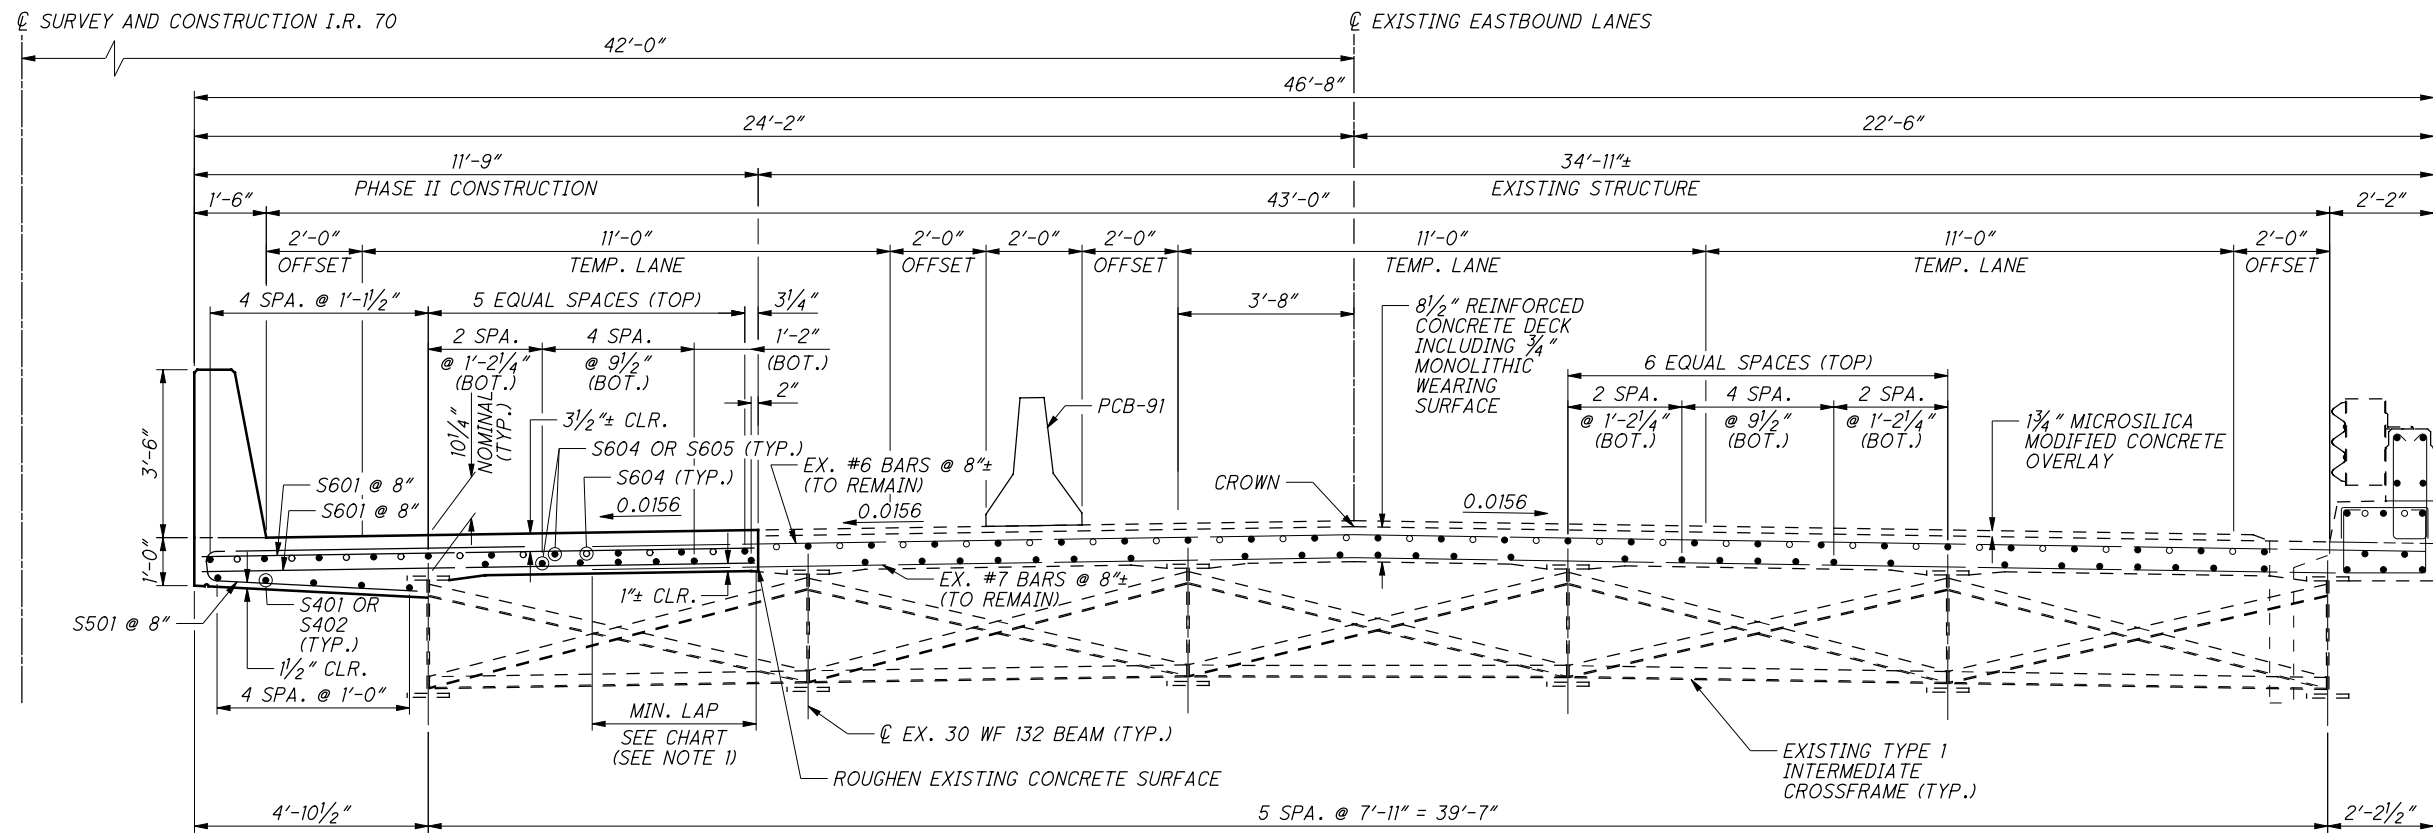 ℄ SURVEY AND CONSTRUCTION I.R. 70
℄ EXISTING EASTBOUND LANES
42'-0"
46'-8"
24'-2"
22'-6"
11'-9"
34'-11"±
PHASE II CONSTRUCTION
EXISTING STRUCTURE
1'-6"
43'-0"
2'-2"
2'-0"
11'-0"
2'-0"
2'-0"
2'-0"
11'-0"
11'-0"
2'-0"
OFFSET
TEMP. LANE
OFFSET
OFFSET
TEMP. LANE
TEMP. LANE
OFFSET
4 SPA. @ 1'-1½"
5 EQUAL SPACES (TOP)
3¼"
3'-8"
8½" REINFORCED
CONCRETE DECK
INCLUDING ¾"
MONOLITHIC
WEARING
SURFACE
2 SPA.
@ 1'-2¼"
(BOT.)
4 SPA.
@ 9½"
(BOT.)
1'-2"
(BOT.)
2"
6 EQUAL SPACES (TOP)
2 SPA.
@ 1'-2¼"
(BOT.)
4 SPA.
@ 9½"
(BOT.)
2 SPA.
@ 1'-2¼"
(BOT.)
10¼"
NOMINAL
(TYP.)
3½"± CLR.
PCB-91
1¾" MICROSILICA
MODIFIED CONCRETE
OVERLAY
3'-6"
S604 OR S605 (TYP.)
EX. #6 BARS @ 8"±
(TO REMAIN)
S604 (TYP.)
CROWN
S601 @ 8"
S601 @ 8"
0.0156
0.0156
0.0156
1'-0"
EX. #7 BARS @ 8"±
(TO REMAIN)
1"± CLR.
S401 OR
S402
(TYP.)
S501 @ 8"
1½" CLR.
4 SPA. @ 1'-0"
MIN. LAP
SEE CHART
(SEE NOTE 1)
℄ EX. 30 WF 132 BEAM (TYP.)
EXISTING TYPE 1
INTERMEDIATE
CROSSFRAME (TYP.)
ROUGHEN EXISTING CONCRETE SURFACE
4'-10½"
5 SPA. @ 7'-11" = 39'-7"
2'-2½"